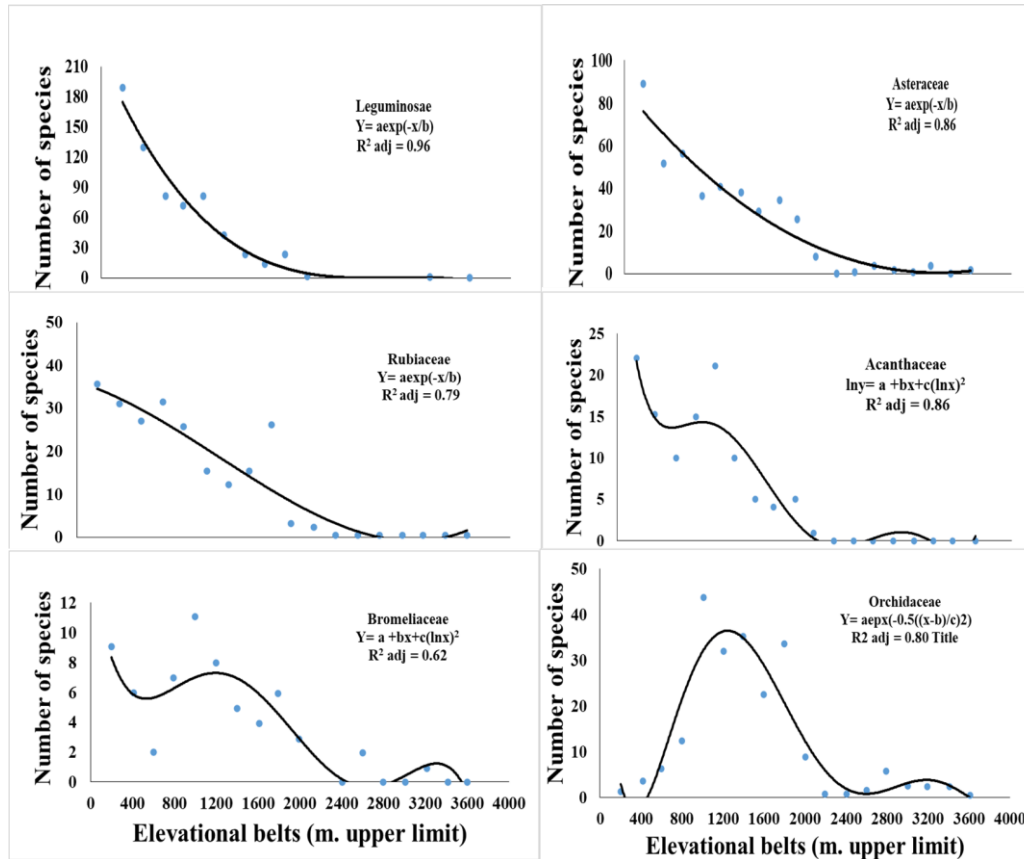 Number of species
210
180
150
120
90
60
30
0
Leguminosae
Y= aexp(-x/b)
R² adj = 0.96
Number of species
100
80
60
40
20
0
Asteraceae
Y= aexp(-x/b)
R² adj = 0.86
Number of species
50
40
30
20
10
0
Rubiaceae
Y= aexp(-x/b)
R² adj = 0.79
Number of species
25
20
15
10
5
0
Acanthaceae
lny= a +bx+c(lnx)²
R² adj = 0.86
Number of species
12
10
8
6
4
2
0
Bromeliaceae
Y= a +bx+c(lnx)²
R² adj = 0.62
0 400 800 1200 1600 2000 2400 2800 3200 3600 4000
Elevational belts (m. upper limit)
Number of species
50
40
30
20
10
0
Orchidaceae
Y= aepx(-0.5((x-b)/c)2)
R2 adj = 0.80 Title
0 400 800 1200 1600 2000 2400 2800 3200 3600 4000
Elevational belts (m. upper limit)